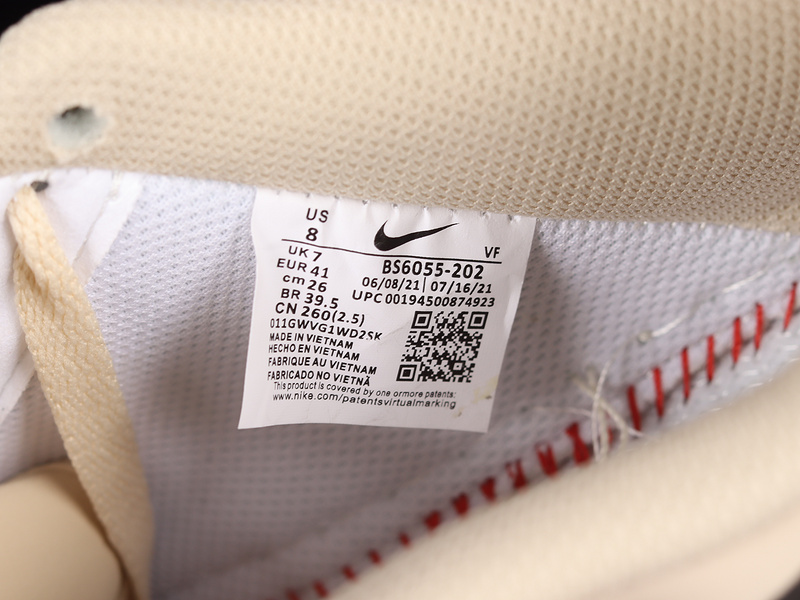 US
8
VF
UK 7
EUR 41
cm 26
BR 39.5
CN 260(2.5)
BS6055-202
06/08/21 | 07/16/21
UPC 00194500874923
011GWVG1WD2SK
MADE IN VIETNAM
HECHO EN VIETNAM
FABRIQUE AU VIETNAM
FABRICADO NO VIETNÃ
This product is covered by one ormore patents:
www.nike.com/patentsvirtualmarking